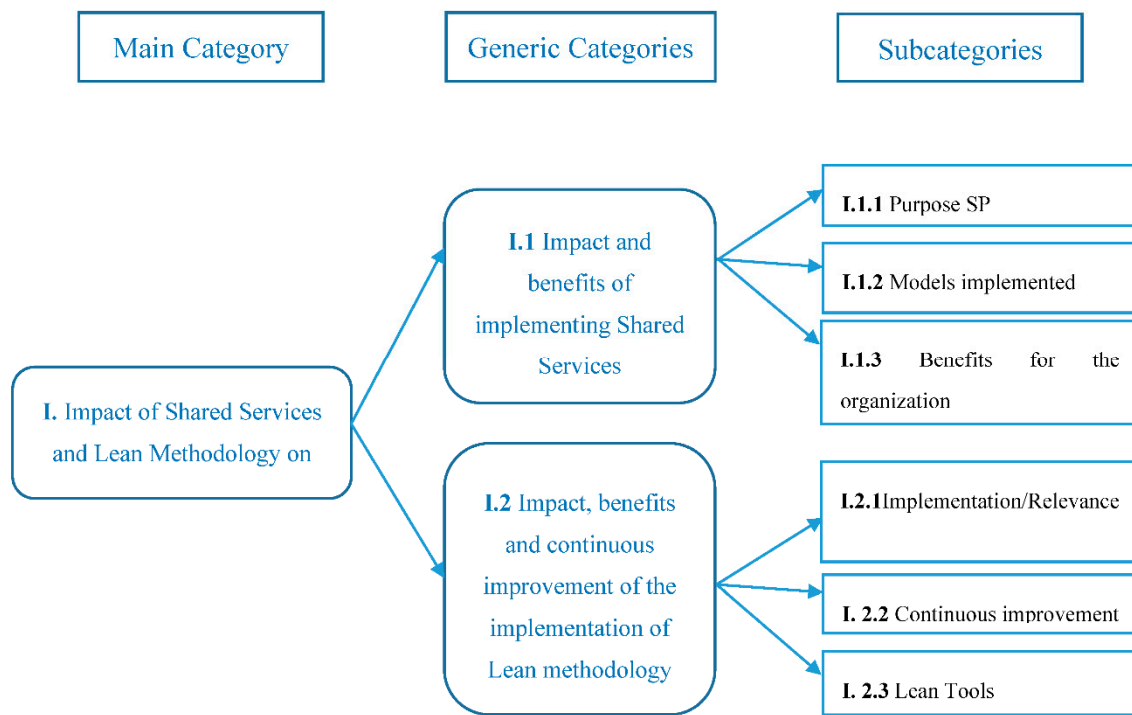 Main Category
Generic Categories
Subcategories
I. Impact of Shared Services
and Lean Methodology on
I.1 Impact and
benefits of
implementing Shared
Services
I.2 Impact, benefits
and continuous
improvement of the
implementation of
Lean methodology
I.1.1 Purpose SP
I.1.2 Models implemented
I.1.3 Benefits for the
organization
I.2.1Implementation/Relevance
I. 2.2 Continuous improvement
I. 2.3 Lean Tools